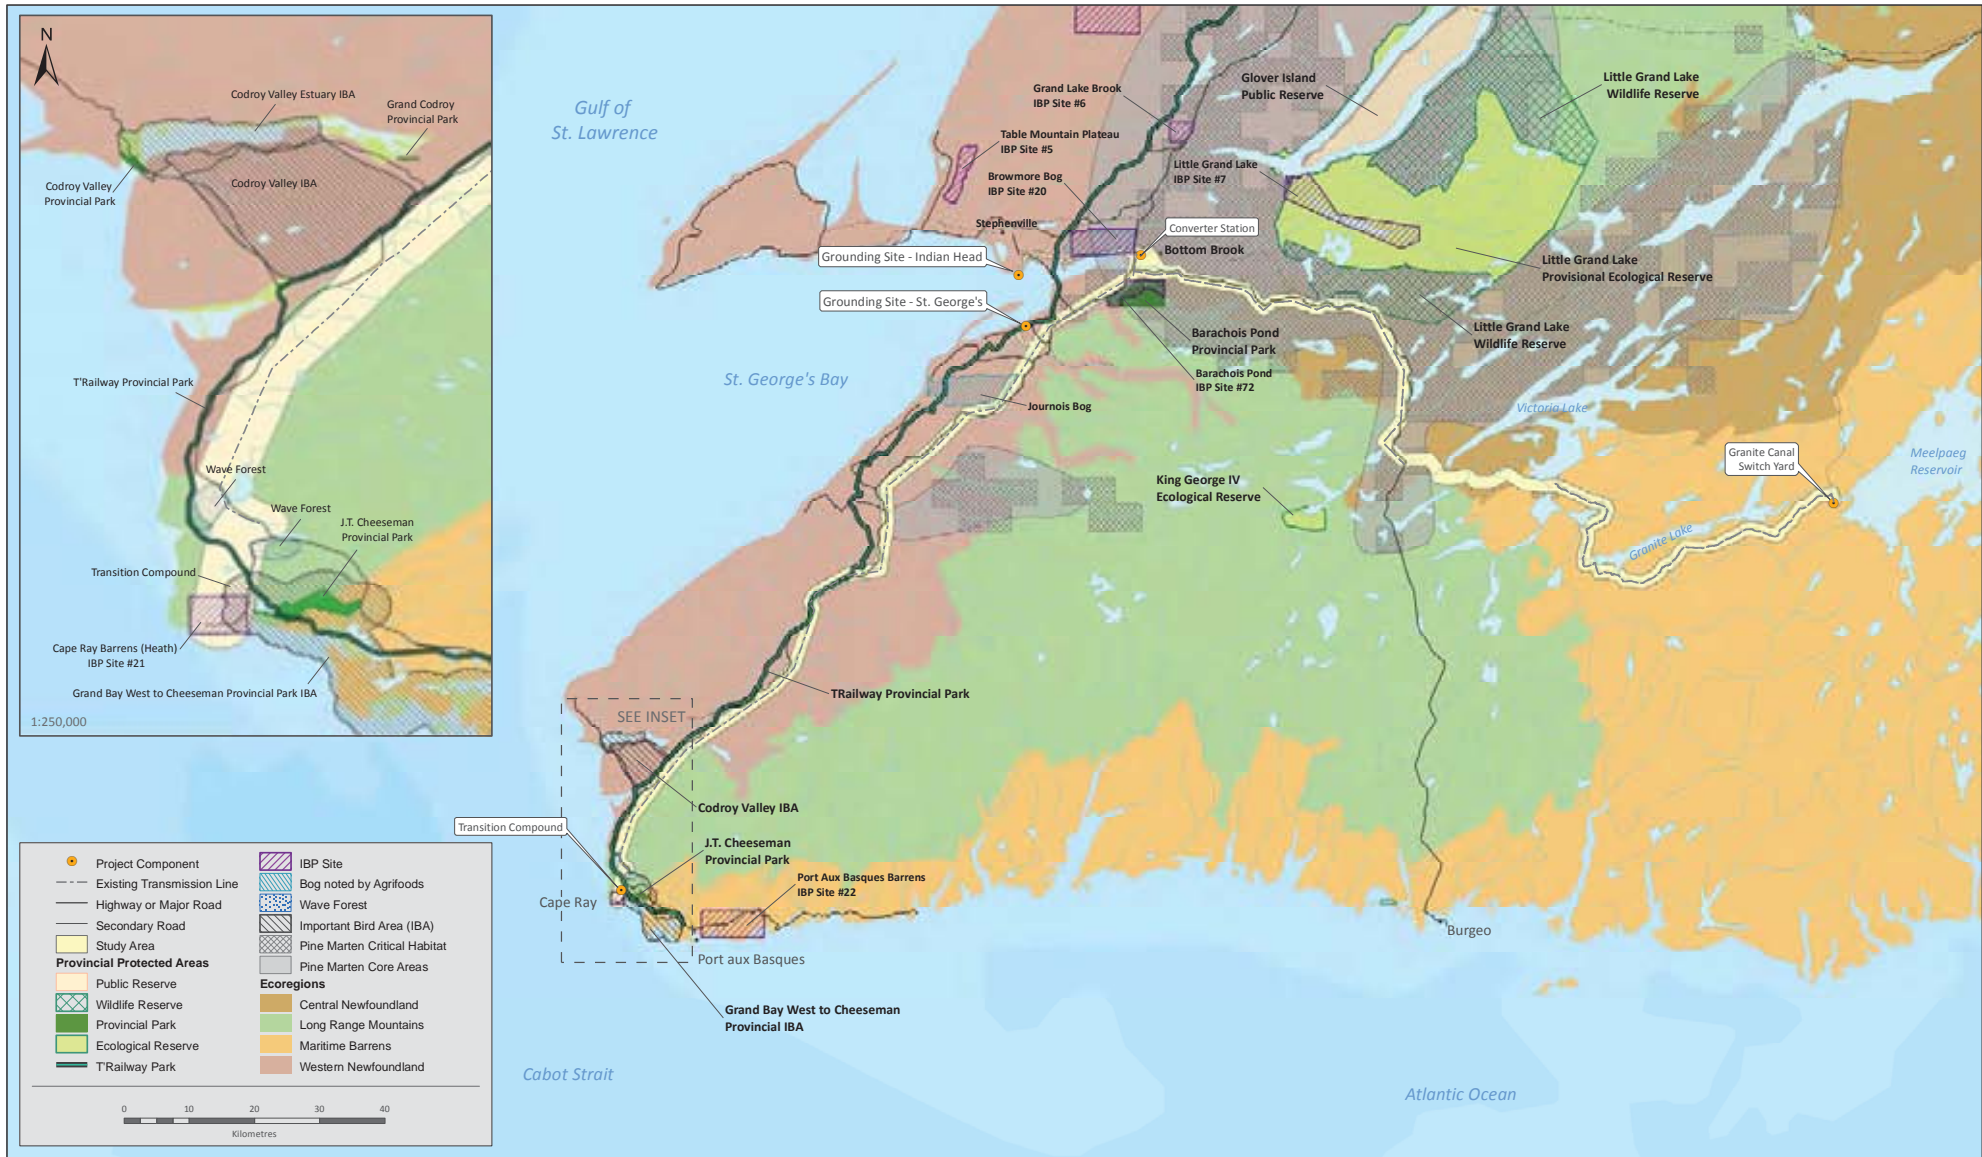 N
Codroy Valley Estuary IBA
Grand Codroy
Provincial Park
Codroy Valley
Provincial Park
Codroy Valley IBA
T'Railway Provincial Park
Wave Forest
Wave Forest
J.T. Cheeseman
Provincial Park
Transition Compound
Cape Ray Barrens (Heath)
IBP Site #21
Grand Bay West to Cheeseman Provincial Park IBA
1:250,000
Gulf of
St. Lawrence
Grand Lake Brook
IBP Site #6
Table Mountain Plateau
IBP Site #5
Browmore Bog
IBP Site #20
Stephenville
Little Grand Lake
IBP Site #7
Glover Island
Public Reserve
Little Grand Lake
Wildlife Reserve
Converter Station
Bottom Brook
Grounding Site - Indian Head
Grounding Site - St. George's
Little Grand Lake
Provisional Ecological Reserve
Little Grand Lake
Wildlife Reserve
Barachois Pond
Provincial Park
Barachois Pond
IBP Site #72
St. George's Bay
Journois Bog
Victoria Lake
King George IV
Ecological Reserve
Granite Canal
Switch Yard
Meelpaeg
Reservoir
Granite Lake
TRailway Provincial Park
SEE INSET
Codroy Valley IBA
Transition Compound
J.T. Cheeseman
Provincial Park
Port Aux Basques Barrens
IBP Site #22
Cape Ray
Port aux Basques
Burgeo
Grand Bay West to Cheeseman
Provincial IBA
Cabot Strait
Atlantic Ocean
Project Component
Existing Transmission Line
Highway or Major Road
Secondary Road
Study Area
Provincial Protected Areas
Public Reserve
Wildlife Reserve
Provincial Park
Ecological Reserve
T'Railway Park
IBP Site
Bog noted by Agrifoods
Wave Forest
Important Bird Area (IBA)
Pine Marten Critical Habitat
Pine Marten Core Areas
Ecoregions
Central Newfoundland
Long Range Mountains
Maritime Barrens
Western Newfoundland
0 10 20 30 40
Kilometres